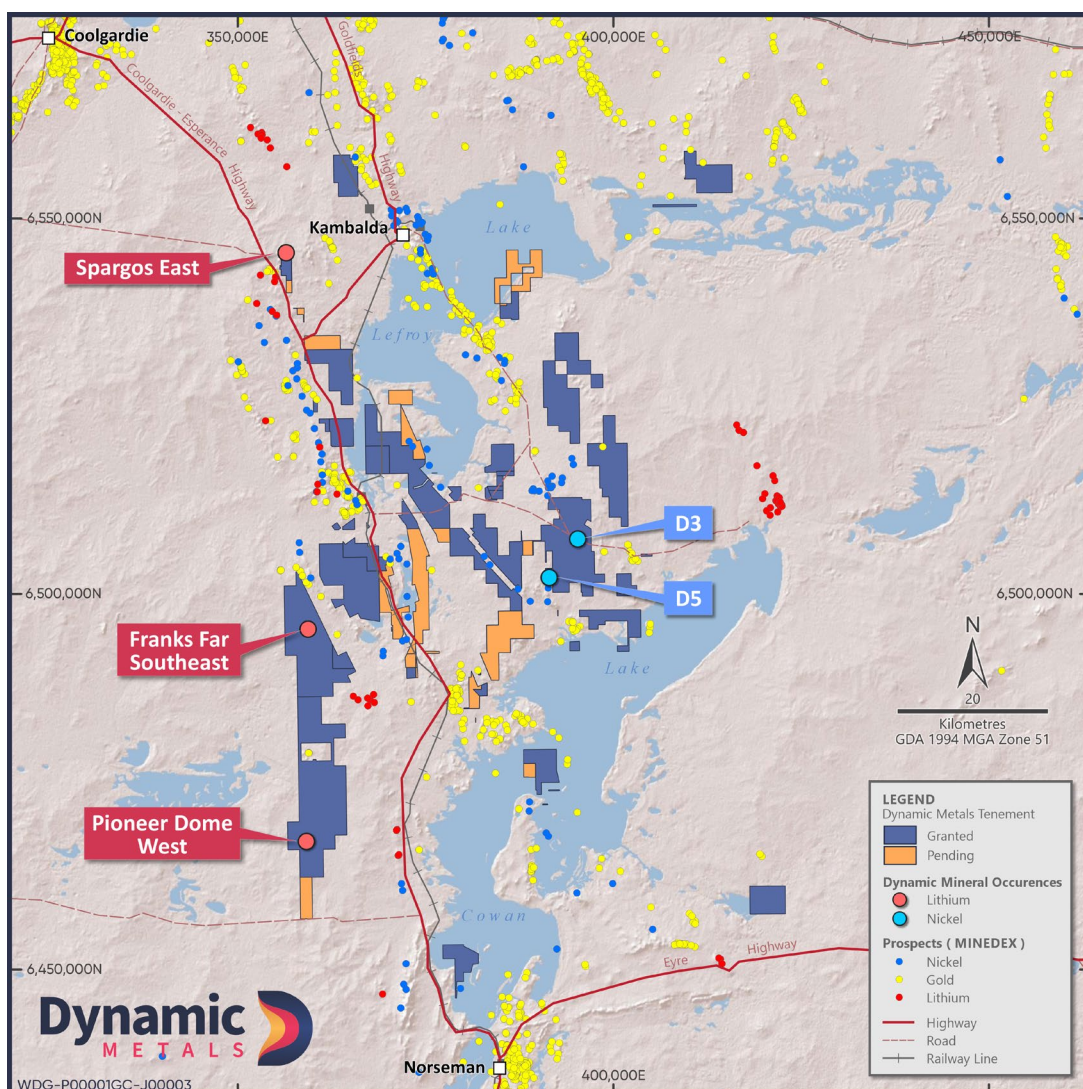 Coolgardie
350,000E
400,000E
450,000E
Goldfields
Highway
Coolgardie - Esperance
Highway
6,550,000N
6,550,000N
Kambalda
Lake
Spargos East
Lefroy
D3
D5
6,500,000N
6,500,000N
Franks Far
Southeast
Lake
N
20
Kilometres
GDA 1994 MGA Zone 51
Pioneer Dome
West
LEGEND
Dynamic Metals Tenement
Granted
Pending
Dynamic Mineral Occurences
Lithium
Nickel
Prospects ( MINEDEX )
Nickel
Gold
Lithium
Highway
Road
Railway Line
Cowan
Eyre
Highway
6,450,000N
Dynamic
METALS
Norseman
400,000E
WDG-P00001GC-J00003